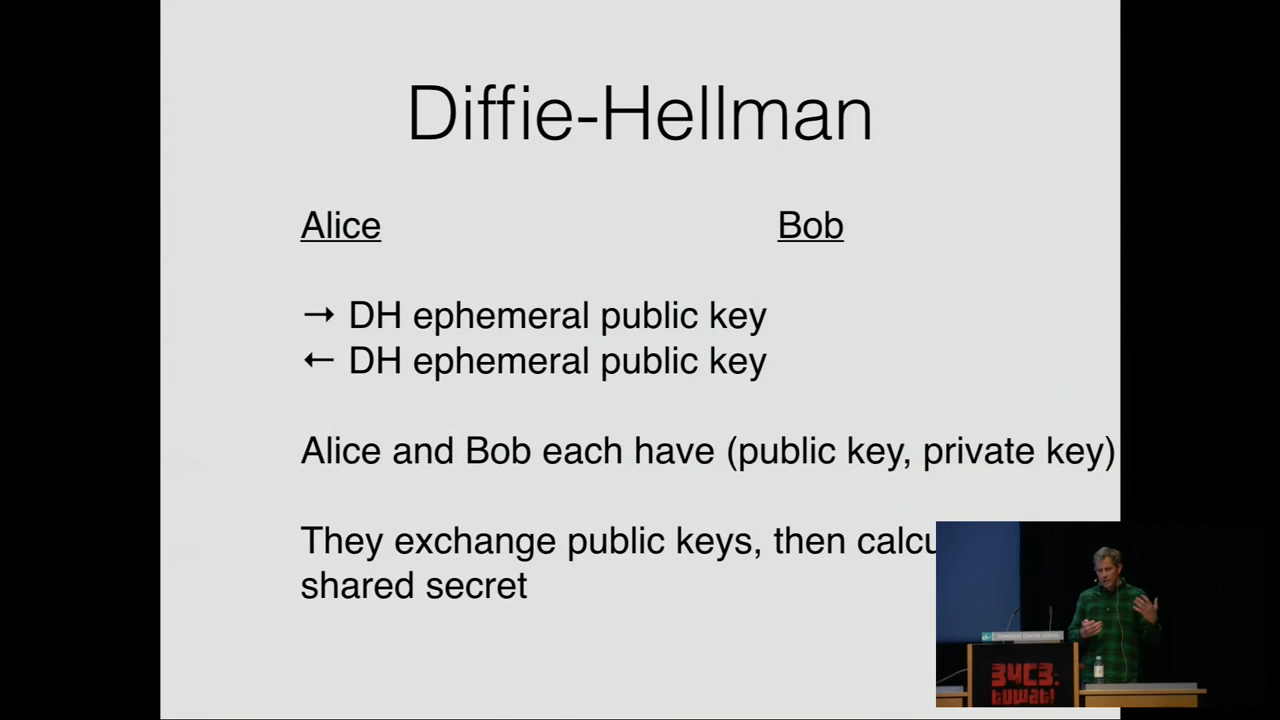 Diffie-Hellman
Alice Bob
→ DH ephemeral public key
← DH ephemeral public key
Alice and Bob each have (public key, private key)
They exchange public keys, then calcu
shared secret
34C3.
tuwat!